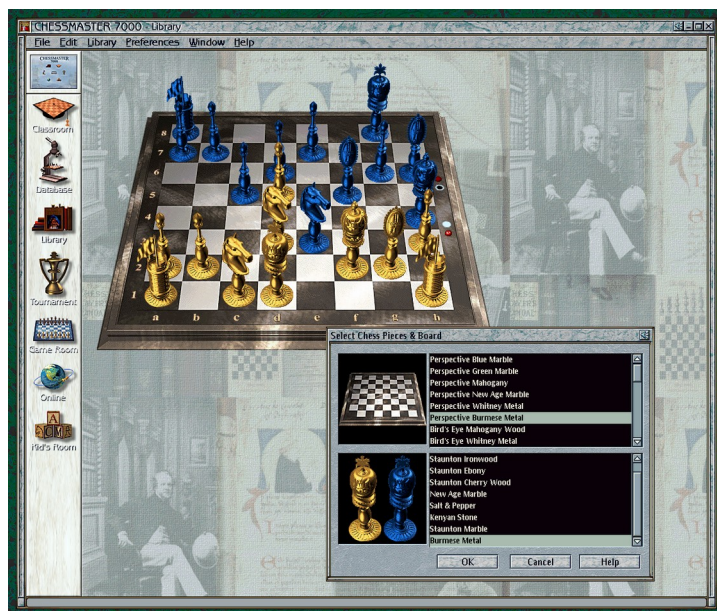 CHESSMASTER 7000 - Library
File Edit Library Preferences Window Help
CHESSMASTER
Classroom
Database
Library
Tournament
Game Room
Online
A
C M
Kid's Room
8
7
6
5
4
2
1
a b c d e f g h
Select Chess Pieces & Board
Perspective Blue Marble
Perspective Green Marble
Perspective Mahogany
Perspective New Age Marble
Perspective Whitney Metal
Perspective Burmese Metal
Bird's Eye Mahogany Wood
Bird's Eye Whitney Metal
Staunton Ironwood
Staunton Ebony
Staunton Cherry Wood
New Age Marble
Salt & Pepper
Kenyan Stone
Staunton Marble
Burmese Metal
OK Cancel Help